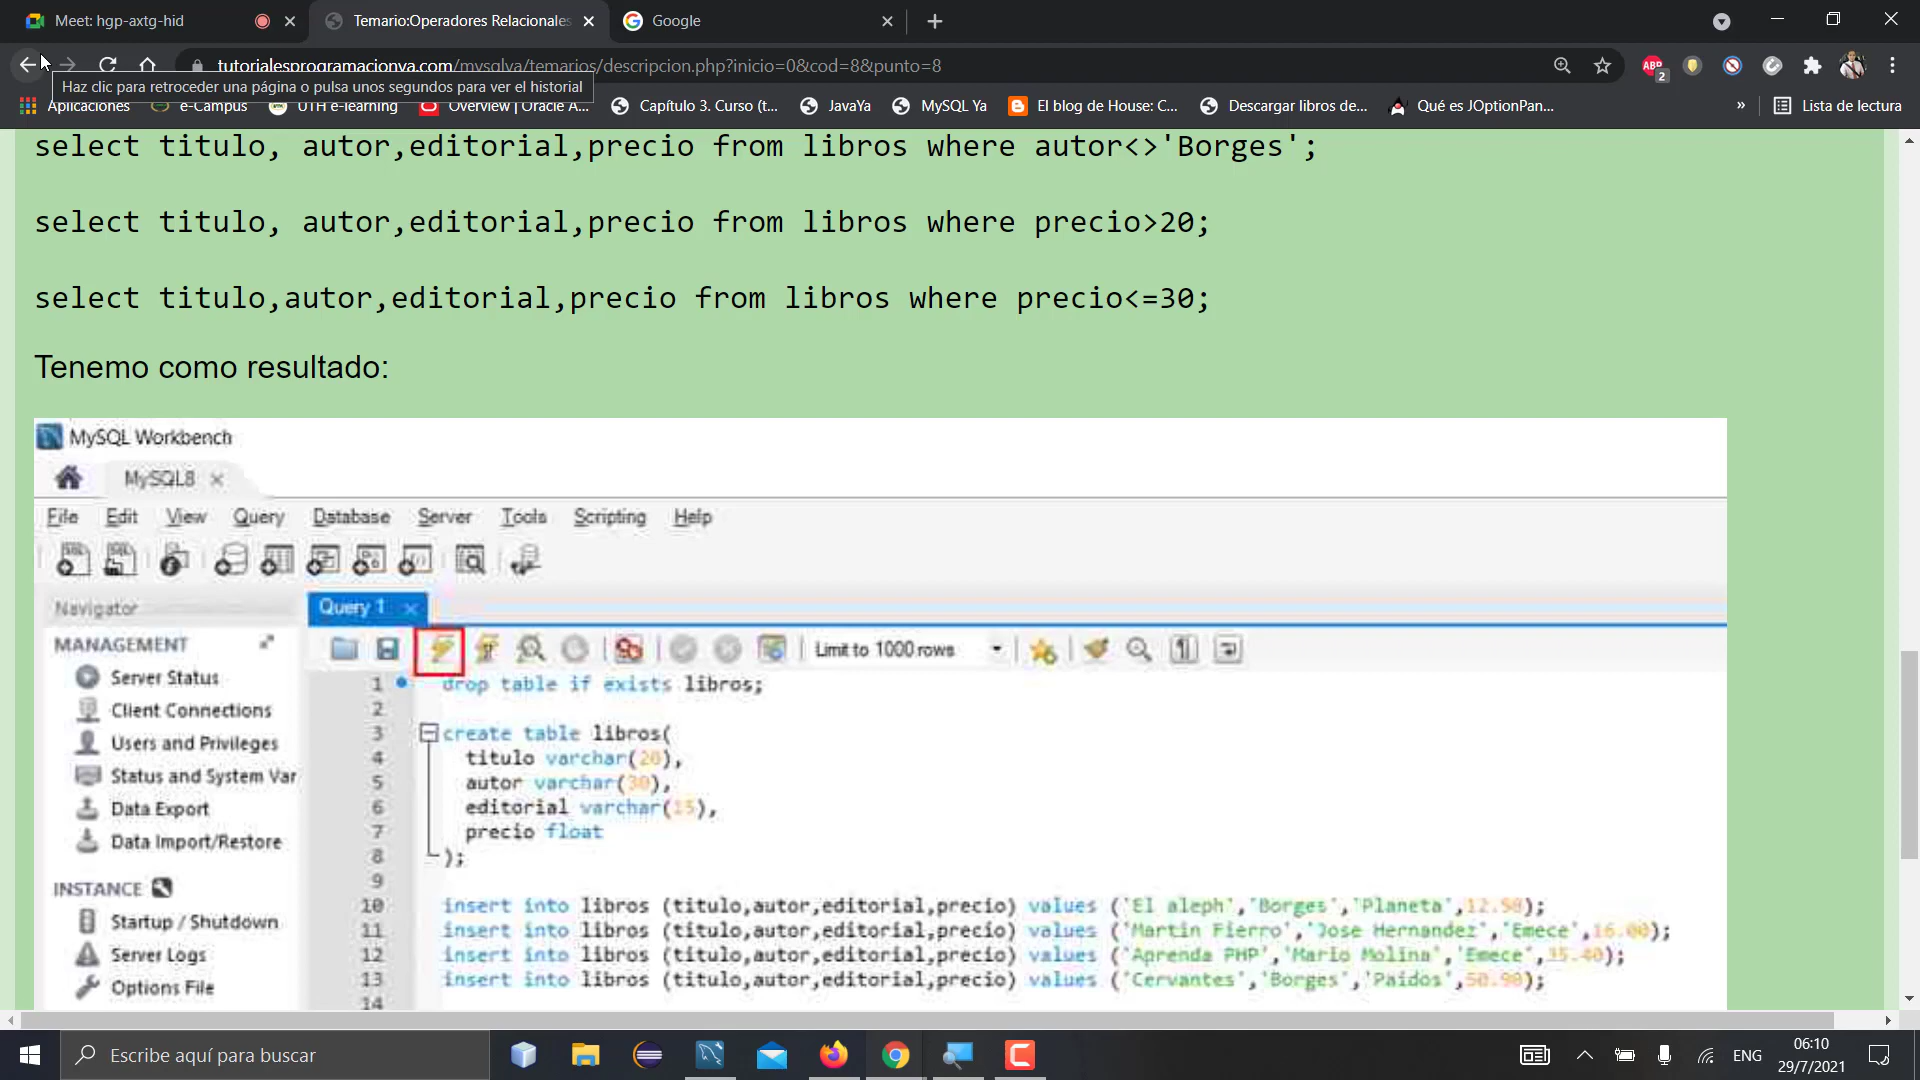 Meet: hgp-axtg-hid
Temario:Operadores Relacionales
Google
tutorialesprogramacionya.com/mysqlya/temarios/descripcion.php?inicio=0&cod=8&punto=8
Haz clic para retroceder una página o pulsa unos segundos para ver el historial
Aplicaciones e-Campus UTH e-learning Overview | Oracle A... Capítulo 3. Curso (t... JavaYa MySQL Ya El blog de House: C... Descargar libros de... Qué es JOptionPan... » Lista de lectura
select titulo, autor,editorial,precio from libros where autor<>'Borges';
select titulo, autor,editorial,precio from libros where precio>20;
select titulo,autor,editorial,precio from libros where precio<=30;
Tenemo como resultado:
MySQL Workbench
MySQL8
File Edit View Query Database Server Tools Scripting Help
Navigator
Query 1
MANAGEMENT
Server Status
Client Connections
Users and Privileges
Status and System Var
Data Export
Data Import/Restore
INSTANCE
Startup / Shutdown
Server Logs
Options File
Limit to 1000 rows
1 drop table if exists libros;
2
3 create table libros(
4 titulo varchar(20),
5 autor varchar(30),
6 editorial varchar(15),
7 precio float
8 );
9
10 insert into libros (titulo,autor,editorial,precio) values ('El aleph','Borges','Planeta',12.50);
11 insert into libros (titulo,autor,editorial,precio) values ('Martin Fierro','Jose Hernandez','Emece',16.00);
12 insert into libros (titulo,autor,editorial,precio) values ('Aprenda PHP','Mario Molina','Emece',35.40);
13 insert into libros (titulo,autor,editorial,precio) values ('Cervantes','Borges','Paidos',50.90);
14
Escribe aquí para buscar
ENG
06:10
29/7/2021